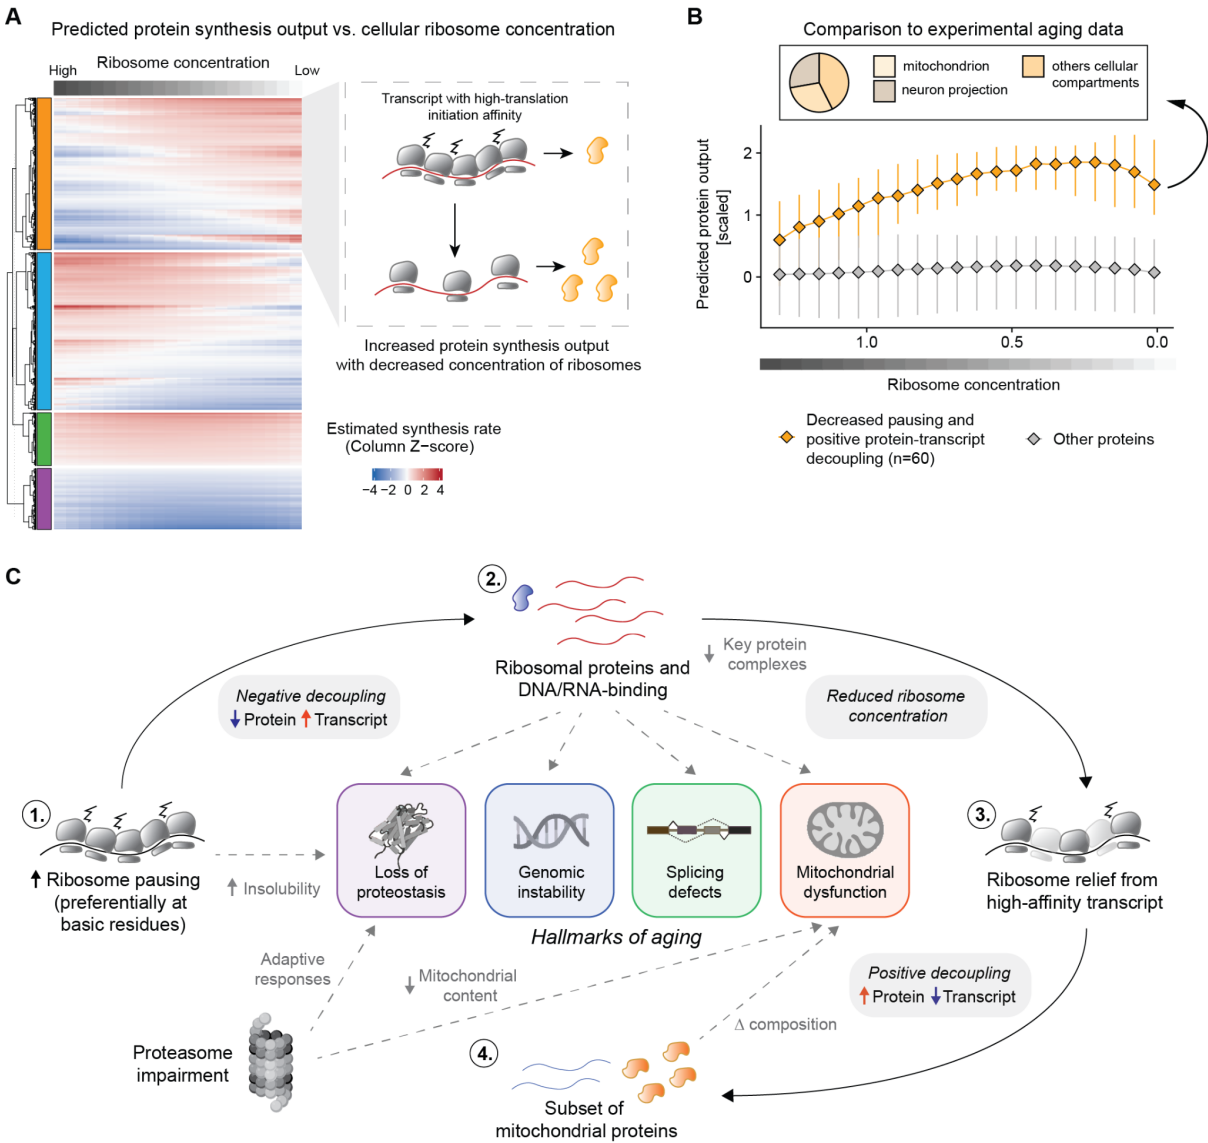 A
Predicted protein synthesis output vs. cellular ribosome concentration
Ribosome concentration
High
Low
Transcript with high-translation
initiation affinity
Increased protein synthesis output
with decreased concentration of ribosomes
Estimated synthesis rate
(Column Z−score)
−4 −2 0 2 4
B
Comparison to experimental aging data
mitochondrion
neuron projection
others cellular
compartments
Predicted protein output
[scaled]
2
1
0
1.0 0.5 0.0
Ribosome concentration
Decreased pausing and
positive protein-transcript
decoupling (n=60)
Other proteins
C
2.
Ribosomal proteins and
DNA/RNA-binding
Key protein
complexes
Negative decoupling
↓ Protein ↑ Transcript
Reduced ribosome
concentration
1.
↑ Ribosome pausing
(preferentially at
basic residues)
↑ Insolubility
Loss of
proteostasis
Genomic
instability
Splicing
defects
Mitochondrial
dysfunction
Hallmarks of aging
3.
Ribosome relief from
high-affinity transcript
Adaptive
responses
↓ Mitochondrial
content
Positive decoupling
↑ Protein ↓ Transcript
Δ composition
Proteasome
impairment
4.
Subset of
mitochondrial proteins